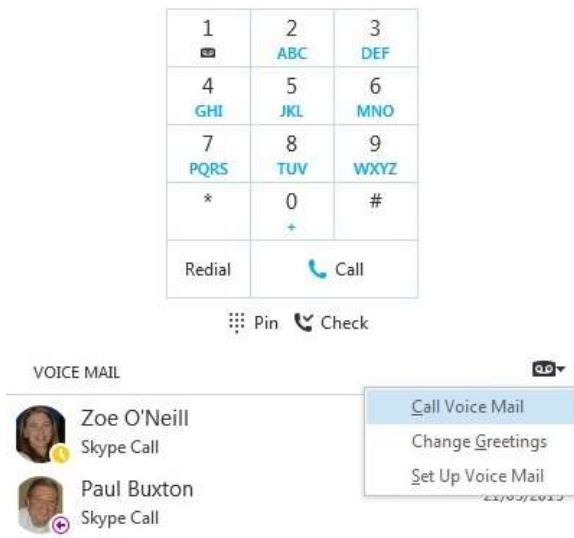 1 2 3
ABC DEF
4 5 6
GHI JKL MNO
7 8 9
PQRS TUV WXYZ
* 0 #
+
Redial Call
Pin Check
VOICE MAIL
Call Voice Mail
Zoe O'Neill
Change Greetings
Skype Call
Set Up Voice Mail
Paul Buxton
Skype Call